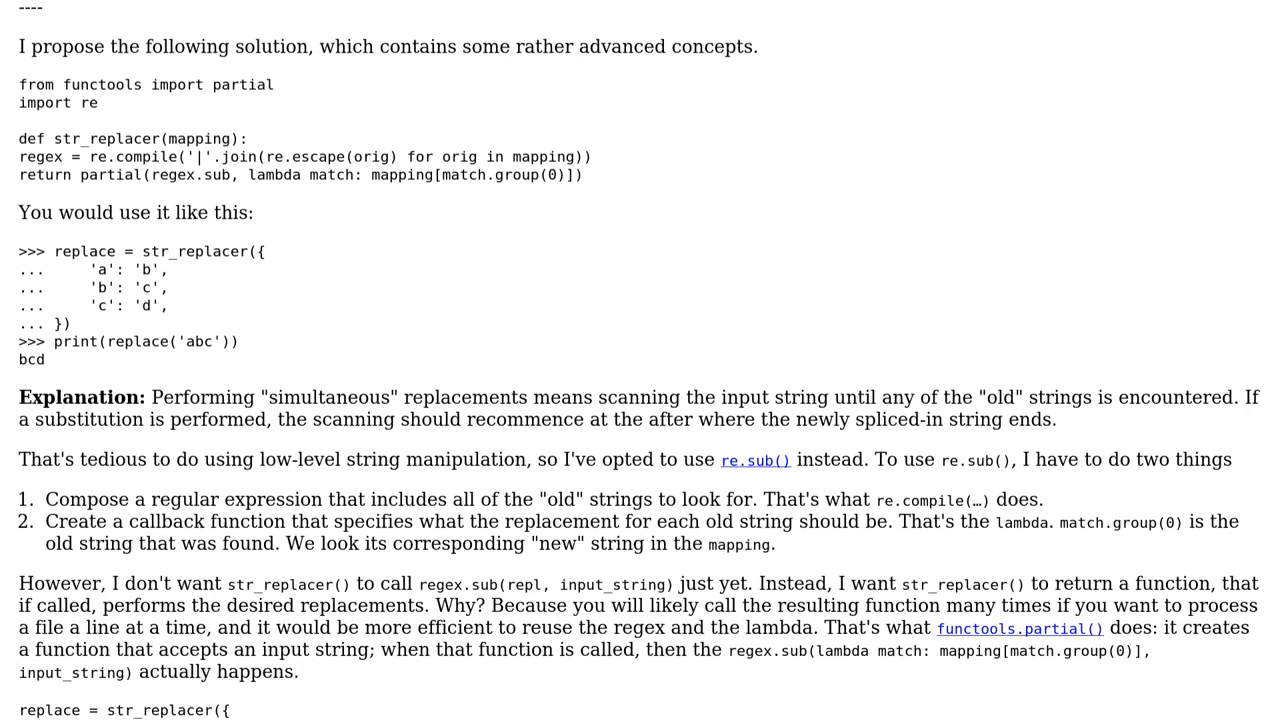 ----
I propose the following solution, which contains some rather advanced concepts.
from functools import partial
import re
def str_replacer(mapping):
regex = re.compile('|'.join(re.escape(orig) for orig in mapping))
return partial(regex.sub, lambda match: mapping[match.group(0)])
You would use it like this:
>>> replace = str_replacer({
...     'a': 'b',
...     'b': 'c',
...     'c': 'd',
... })
>>> print(replace('abc'))
bcd
Explanation: Performing "simultaneous" replacements means scanning the input string until any of the "old" strings is encountered. If
a substitution is performed, the scanning should recommence at the after where the newly spliced-in string ends.
That's tedious to do using low-level string manipulation, so I've opted to use re.sub() instead. To use re.sub(), I have to do two things
1. Compose a regular expression that includes all of the "old" strings to look for. That's what re.compile(…) does.
2. Create a callback function that specifies what the replacement for each old string should be. That's the lambda. match.group(0) is the
old string that was found. We look its corresponding "new" string in the mapping.
However, I don't want str_replacer() to call regex.sub(repl, input_string) just yet. Instead, I want str_replacer() to return a function, that
if called, performs the desired replacements. Why? Because you will likely call the resulting function many times if you want to process
a file a line at a time, and it would be more efficient to reuse the regex and the lambda. That's what functools.partial() does: it creates
a function that accepts an input string; when that function is called, then the regex.sub(lambda match: mapping[match.group(0)],
input_string) actually happens.
replace = str_replacer({